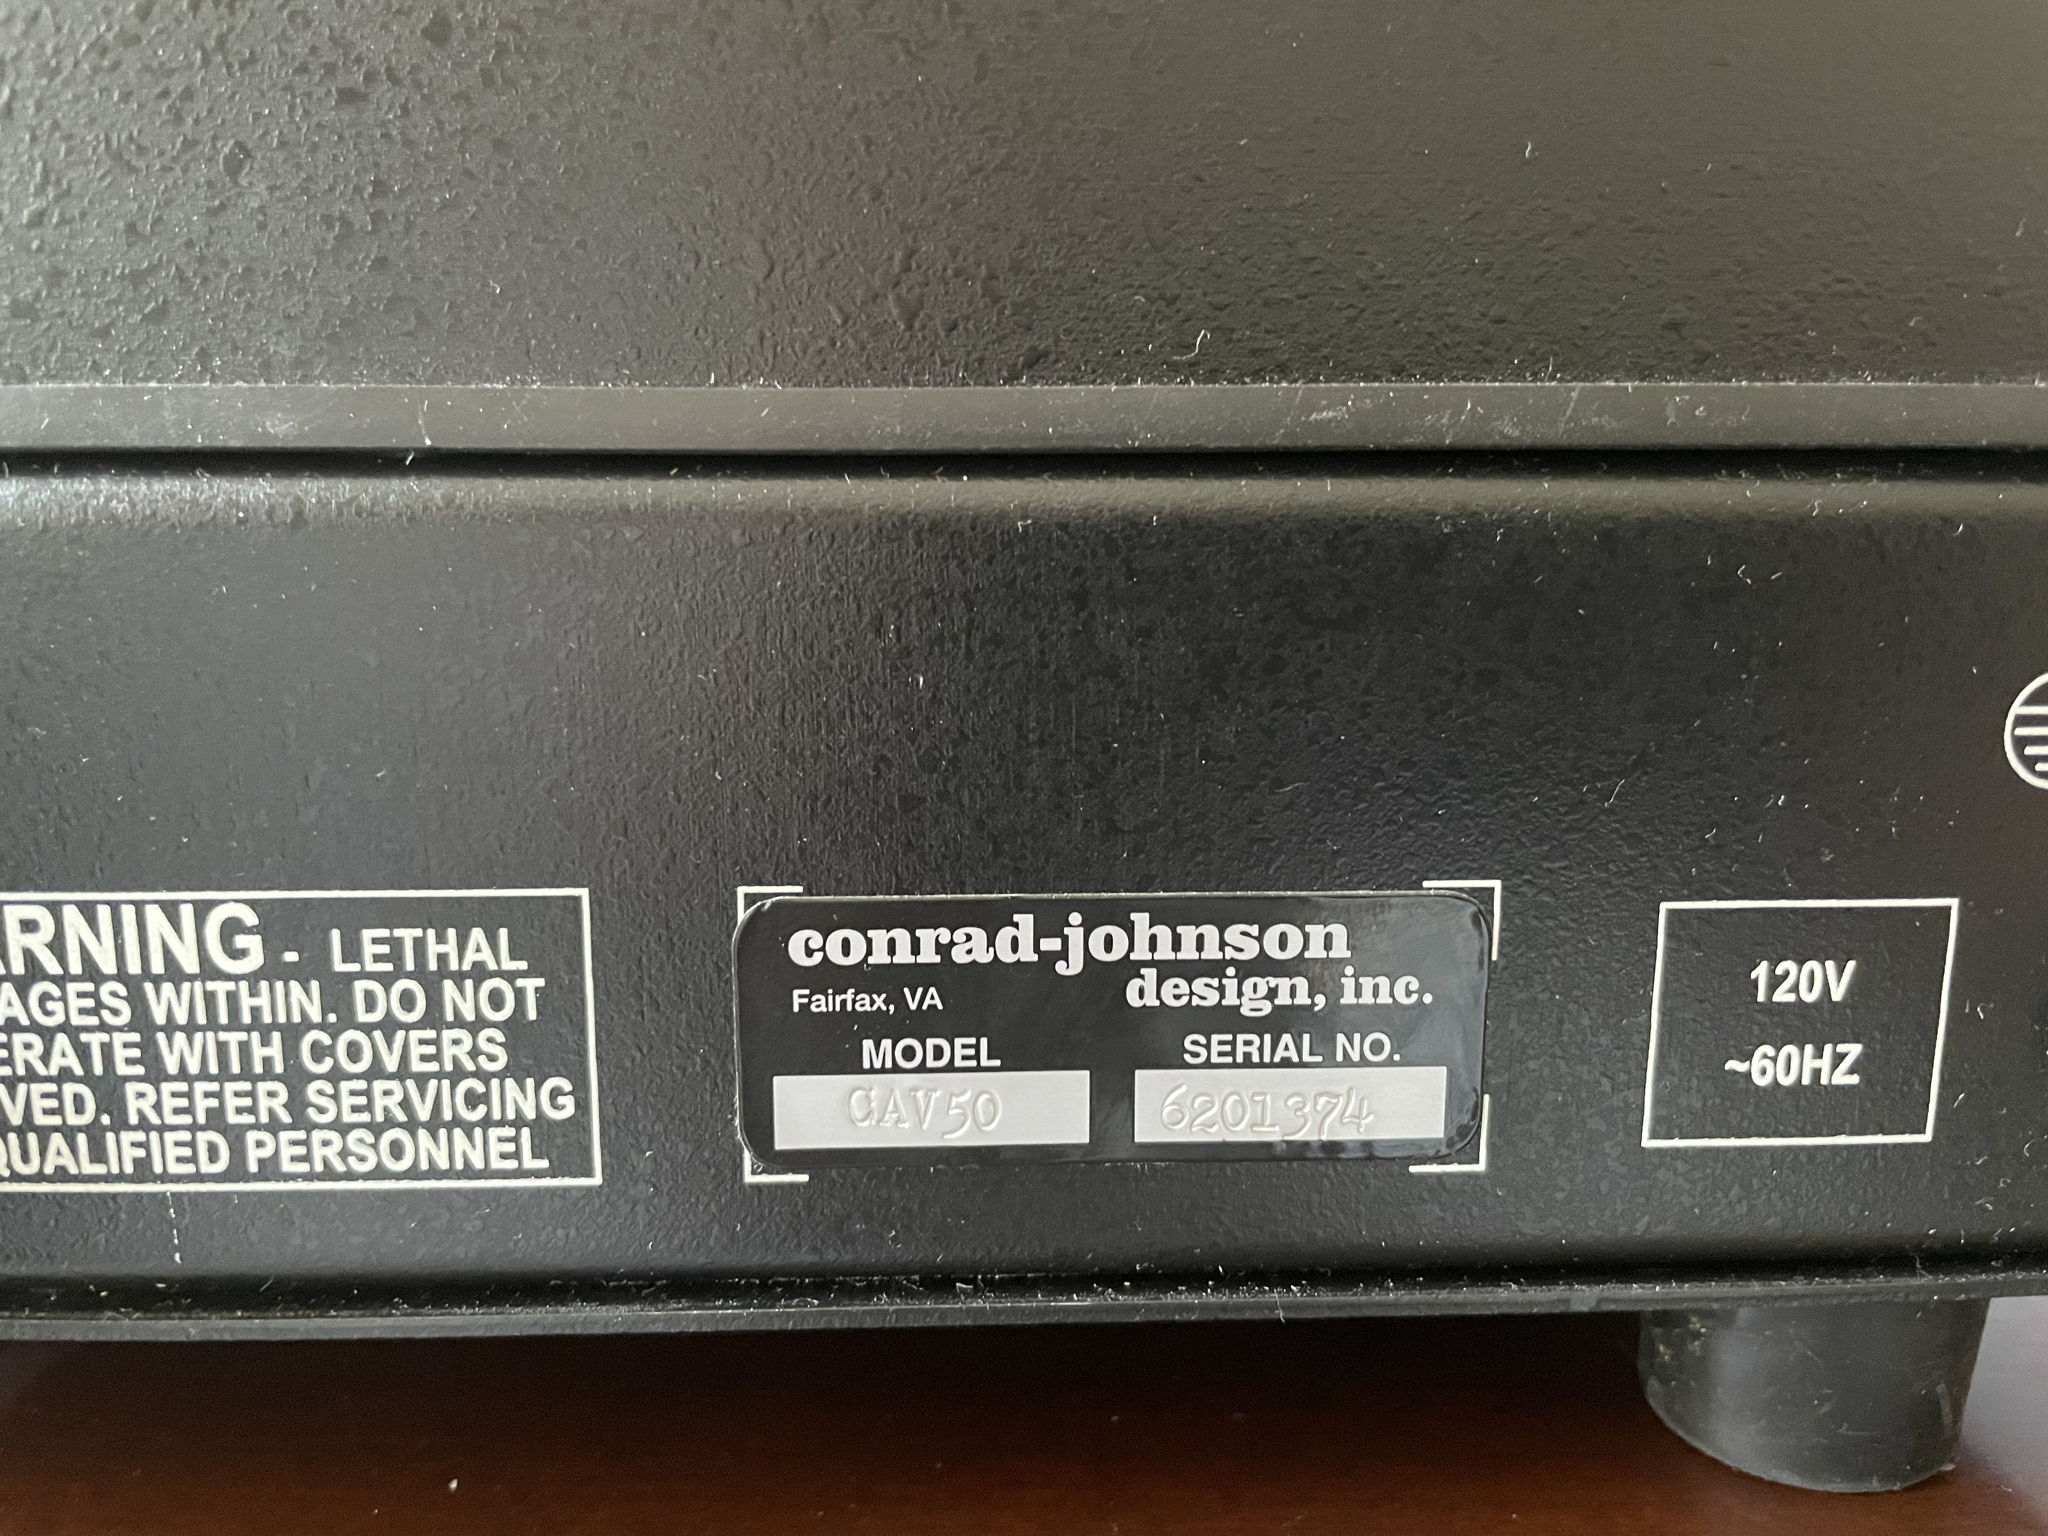 RNING - LETHAL
AGES WITHIN. DO NOT
ERATE WITH COVERS
VED. REFER SERVICING
QUALIFIED PERSONNEL
conrad-johnson
design, inc.
Fairfax, VA
MODEL SERIAL NO.
CAV50 6201374
120V
~60HZ